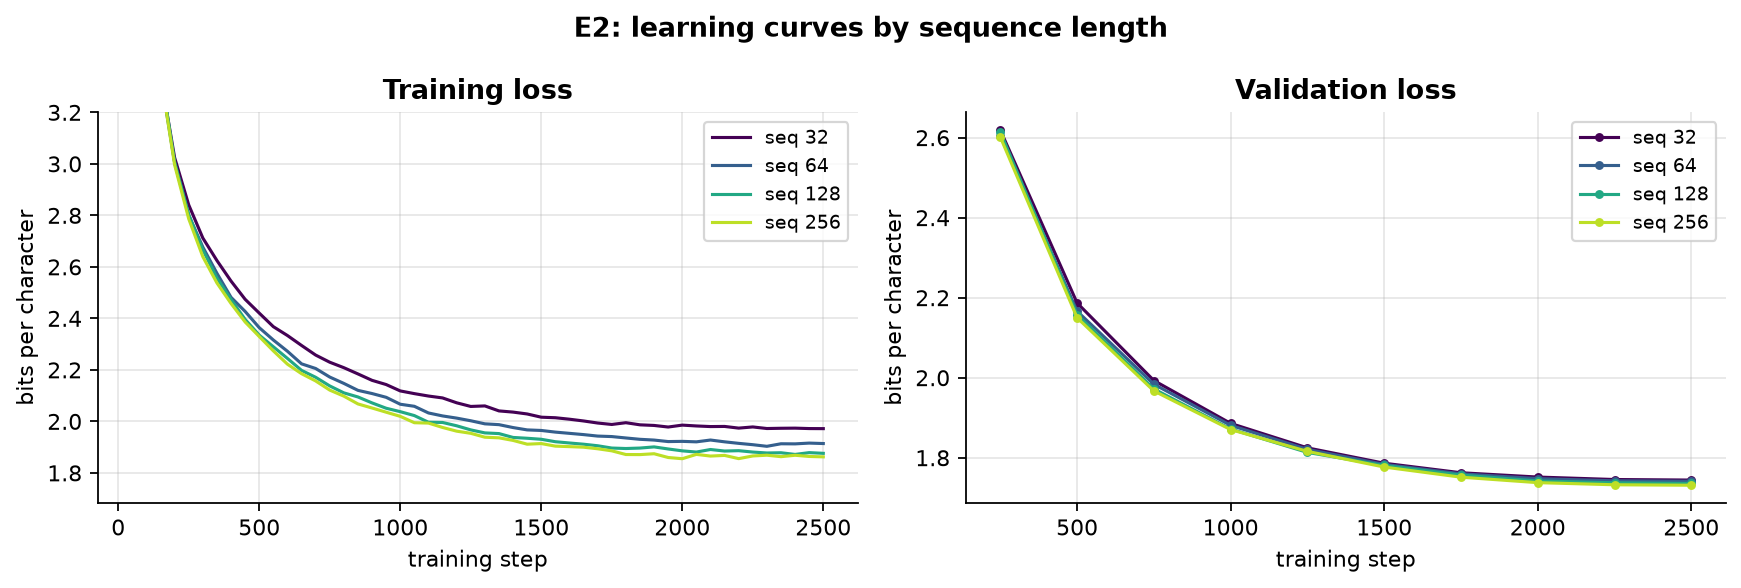 E2: learning curves by sequence length
Training loss
bits per character
3.2
3.0
2.8
2.6
2.4
2.2
2.0
1.8
seq 32
seq 64
seq 128
seq 256
0 500 1000 1500 2000 2500
training step
Validation loss
bits per character
2.6
2.4
2.2
2.0
1.8
seq 32
seq 64
seq 128
seq 256
500 1000 1500 2000 2500
training step